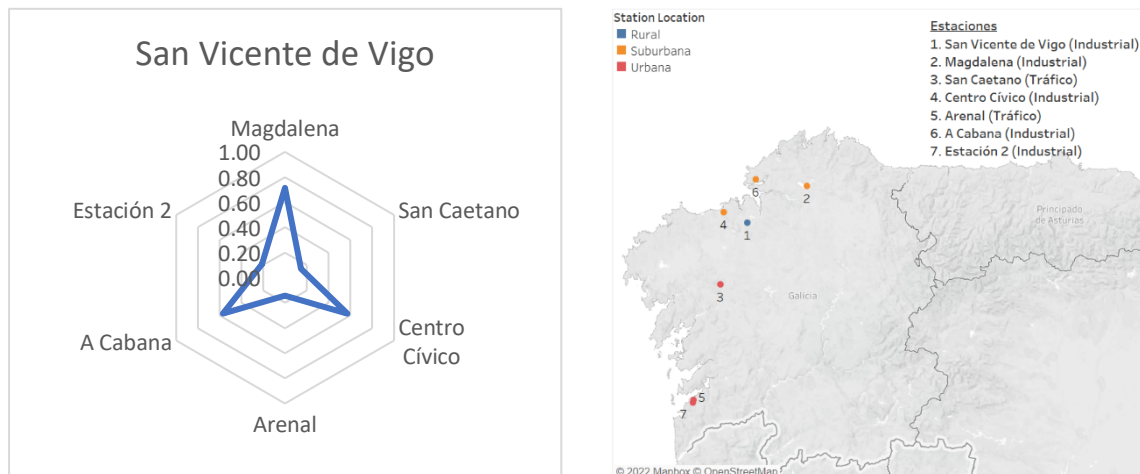 San Vicente de Vigo
Magdalena
1.00
0.80
0.60
0.40
0.20
0.00
San Caetano
Centro
Cívico
Arenal
A Cabana
Estación 2
Station Location
Rural
Suburbana
Urbana
Estaciones
1. San Vicente de Vigo (Industrial)
2. Magdalena (Industrial)
3. San Caetano (Tráfico)
4. Centro Cívico (Industrial)
5. Arenal (Tráfico)
6. A Cabana (Industrial)
7. Estación 2 (Industrial)
6
2
4
1
3
5
7
Principado
de Asturias
Galicia
© 2022 Mapbox © OpenStreetMap